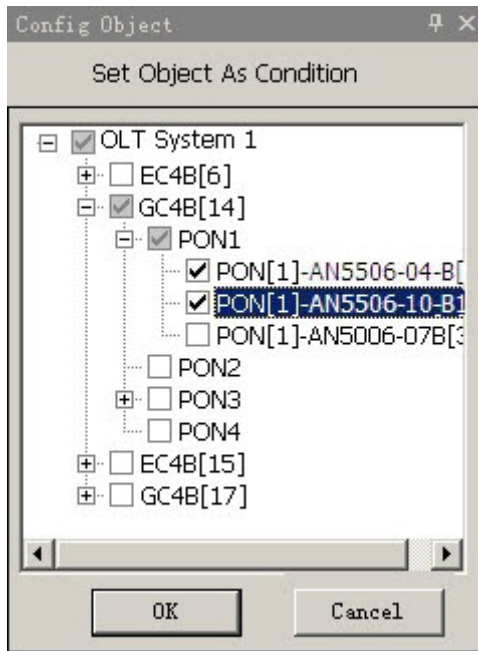 Config Object
Set Object As Condition
OLT System 1
EC4B[6]
GC4B[14]
PON1
PON[1]-AN5506-04-B[
PON[1]-AN5506-10-B1
PON[1]-AN5006-07B[3
PON2
PON3
PON4
EC4B[15]
GC4B[17]
OK Cancel